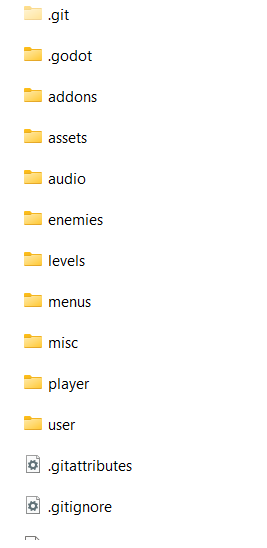 .git
.godot
addons
assets
audio
enemies
levels
menus
misc
player
user
.gitattributes
.gitignore